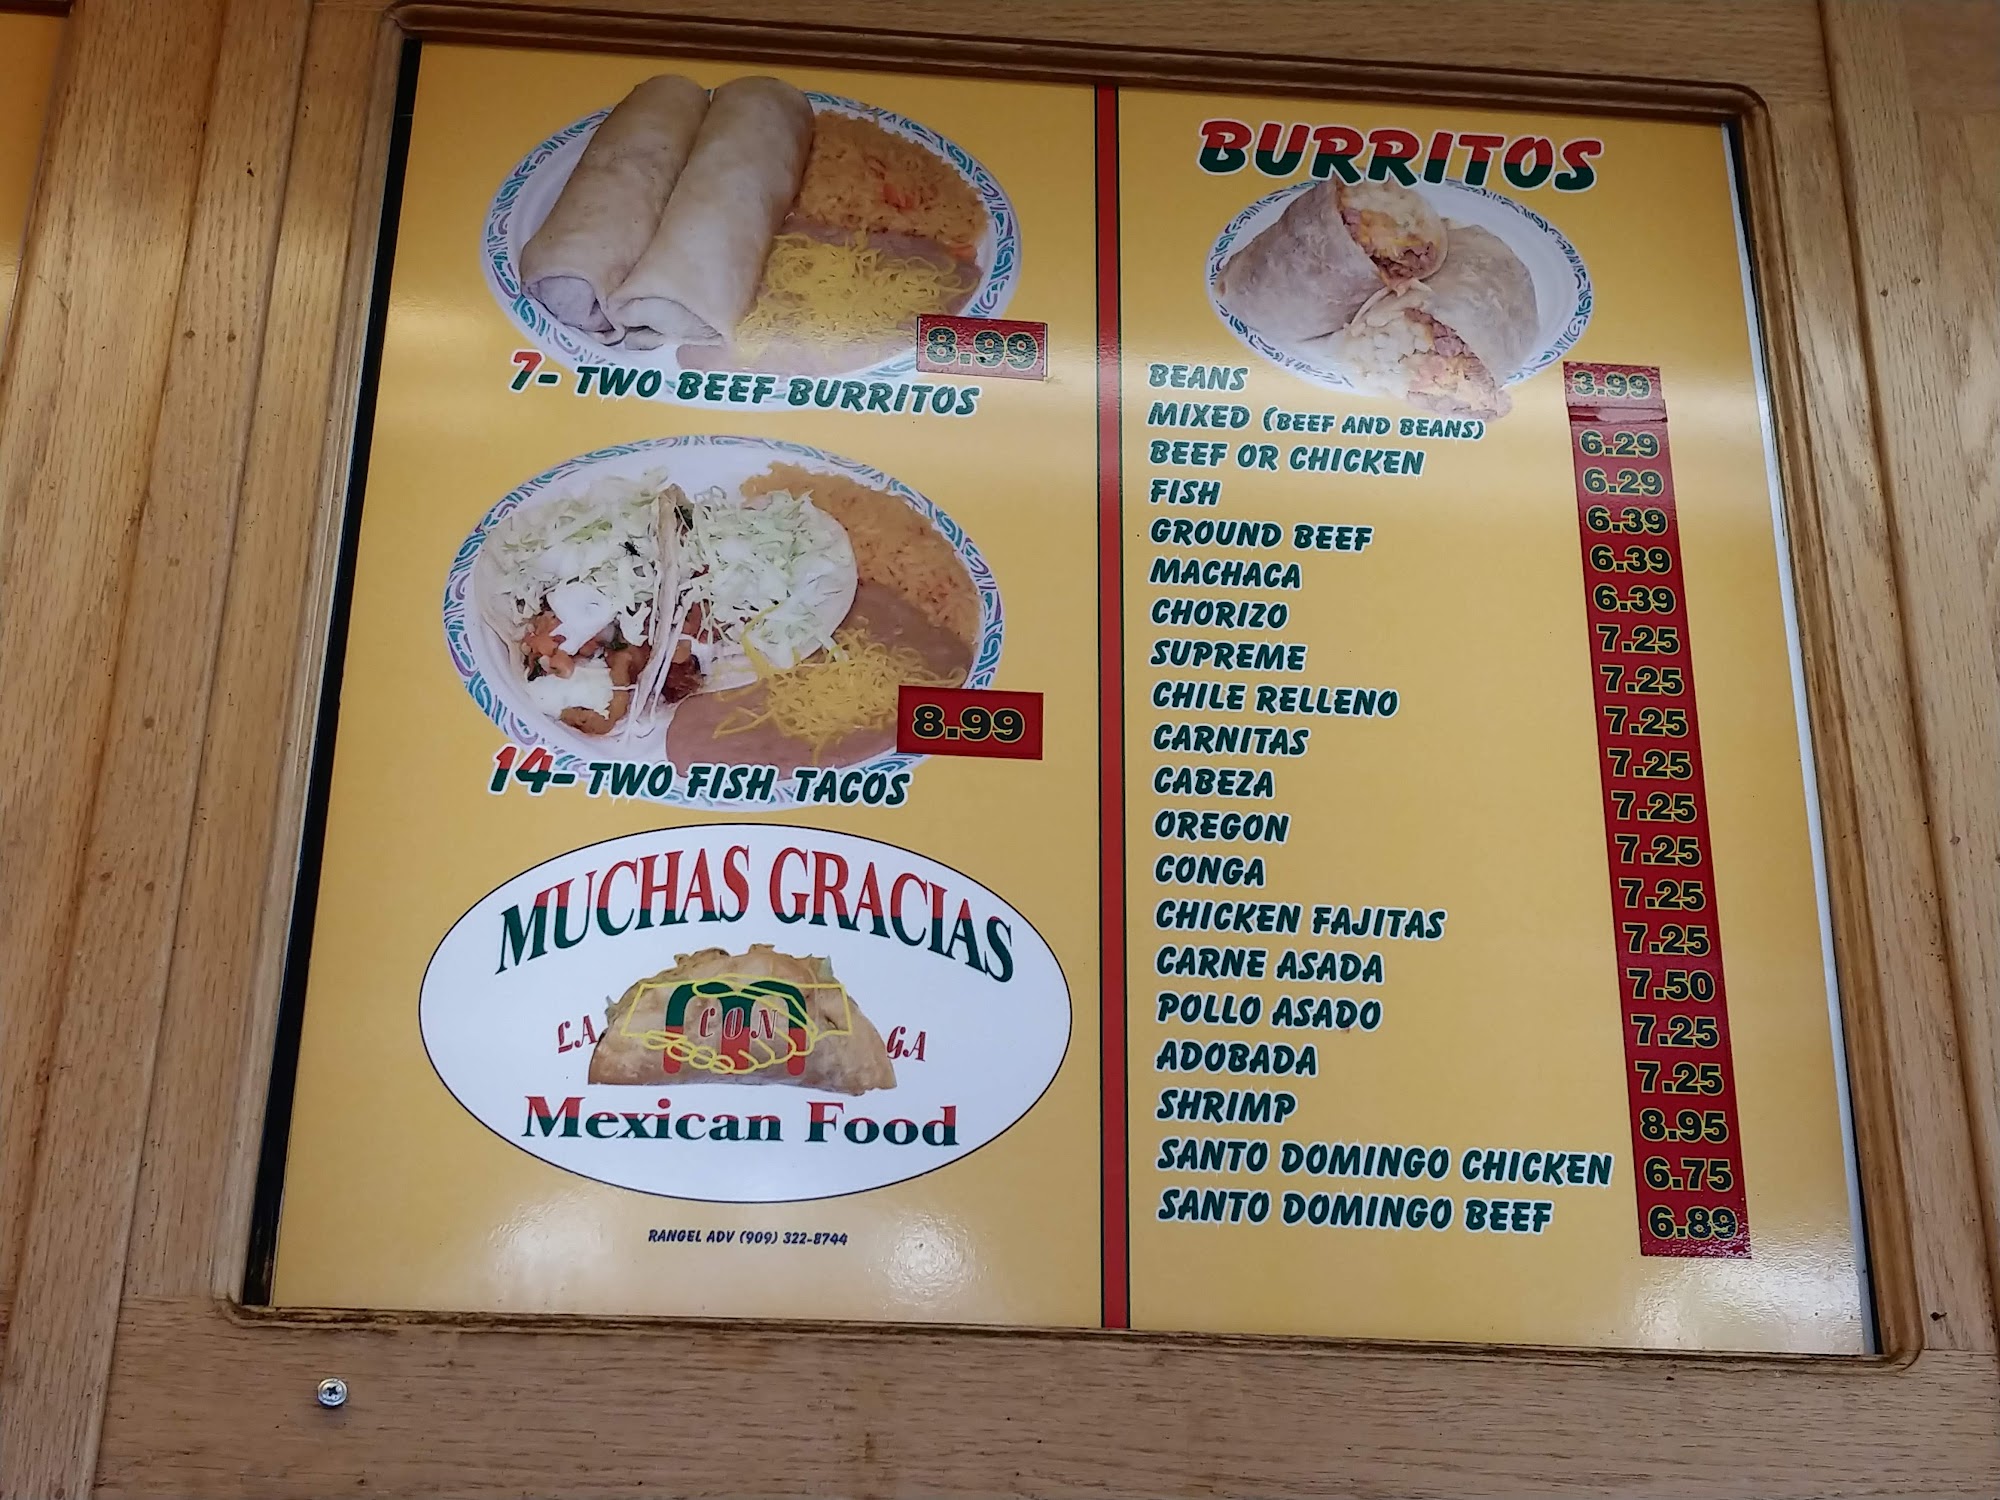 8.99
7- TWO BEEF BURRITOS
8.99
14- TWO FISH TACOS
MUCHAS GRACIAS
LA CON GA
Mexican Food
RANGEL ADV (909) 322-8744
BURRITOS
BEANS 3.99
MIXED (BEEF AND BEANS) 6.29
BEEF OR CHICKEN 6.29
FISH 6.39
GROUND BEEF 6.39
MACHACA 6.39
CHORIZO 7.25
SUPREME 7.25
CHILE RELLENO 7.25
CARNITAS 7.25
CABEZA 7.25
OREGON 7.25
CONGA 7.25
CHICKEN FAJITAS 7.25
CARNE ASADA 7.50
POLLO ASADO 7.25
ADOBADA 7.25
SHRIMP 8.95
SANTO DOMINGO CHICKEN 6.75
SANTO DOMINGO BEEF 6.89